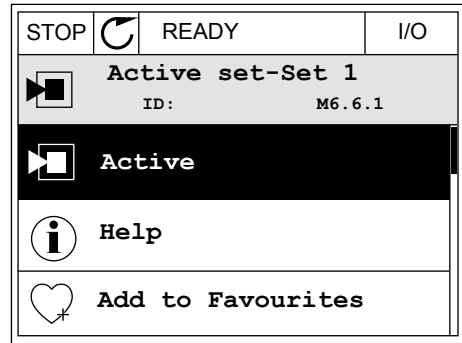 STOP READY I/O
Active set-Set 1
ID: M6.6.1
Active
Help
Add to Favourites